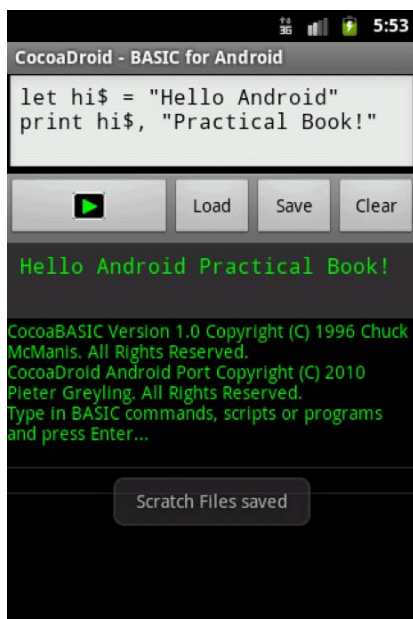 3G 5:53
CocoaDroid - BASIC for Android
let hi$ = "Hello Android"
print hi$, "Practical Book!"
Load Save Clear
Hello Android Practical Book!
CocoaBASIC Version 1.0 Copyright (C) 1996 Chuck
McManis. All Rights Reserved.
CocoaDroid Android Port Copyright (C) 2010
Pieter Greyling. All Rights Reserved.
Type in BASIC commands, scripts or programs
and press Enter...
Scratch Files saved